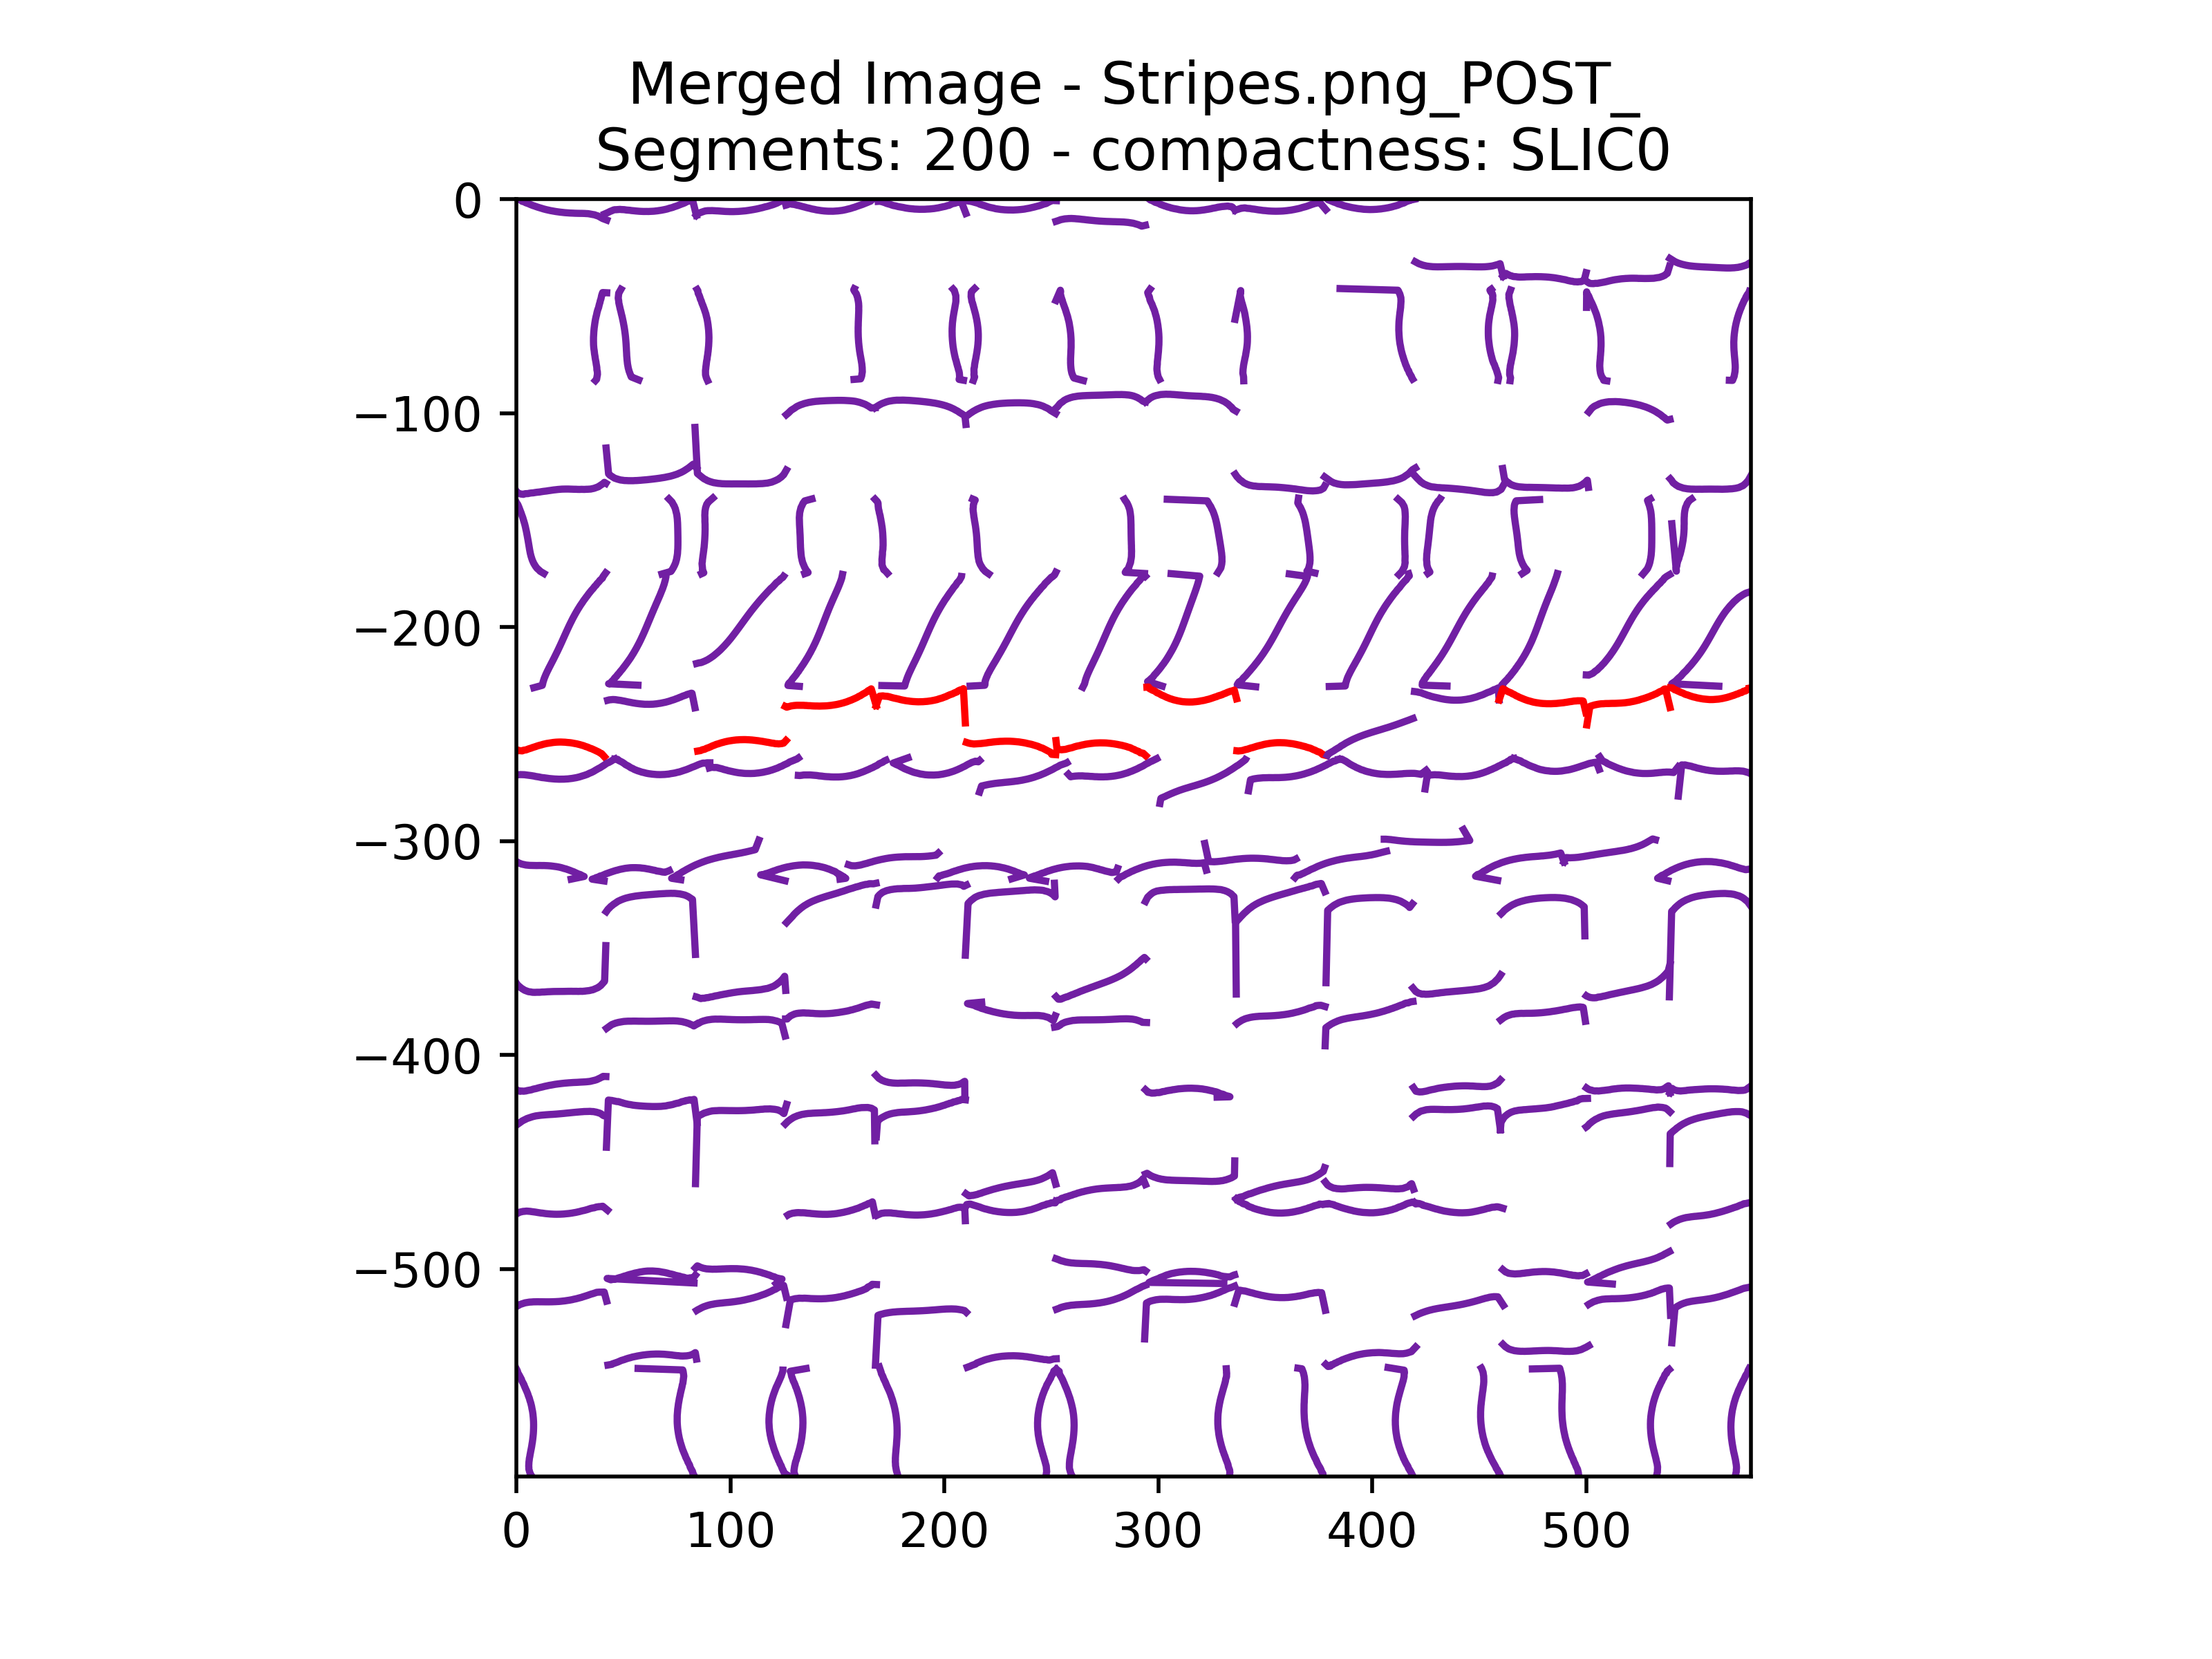 Merged Image - Stripes.png_POST_
Segments: 200 - compactness: SLIC0
0
−100
−200
−300
−400
−500
0 100 200 300 400 500